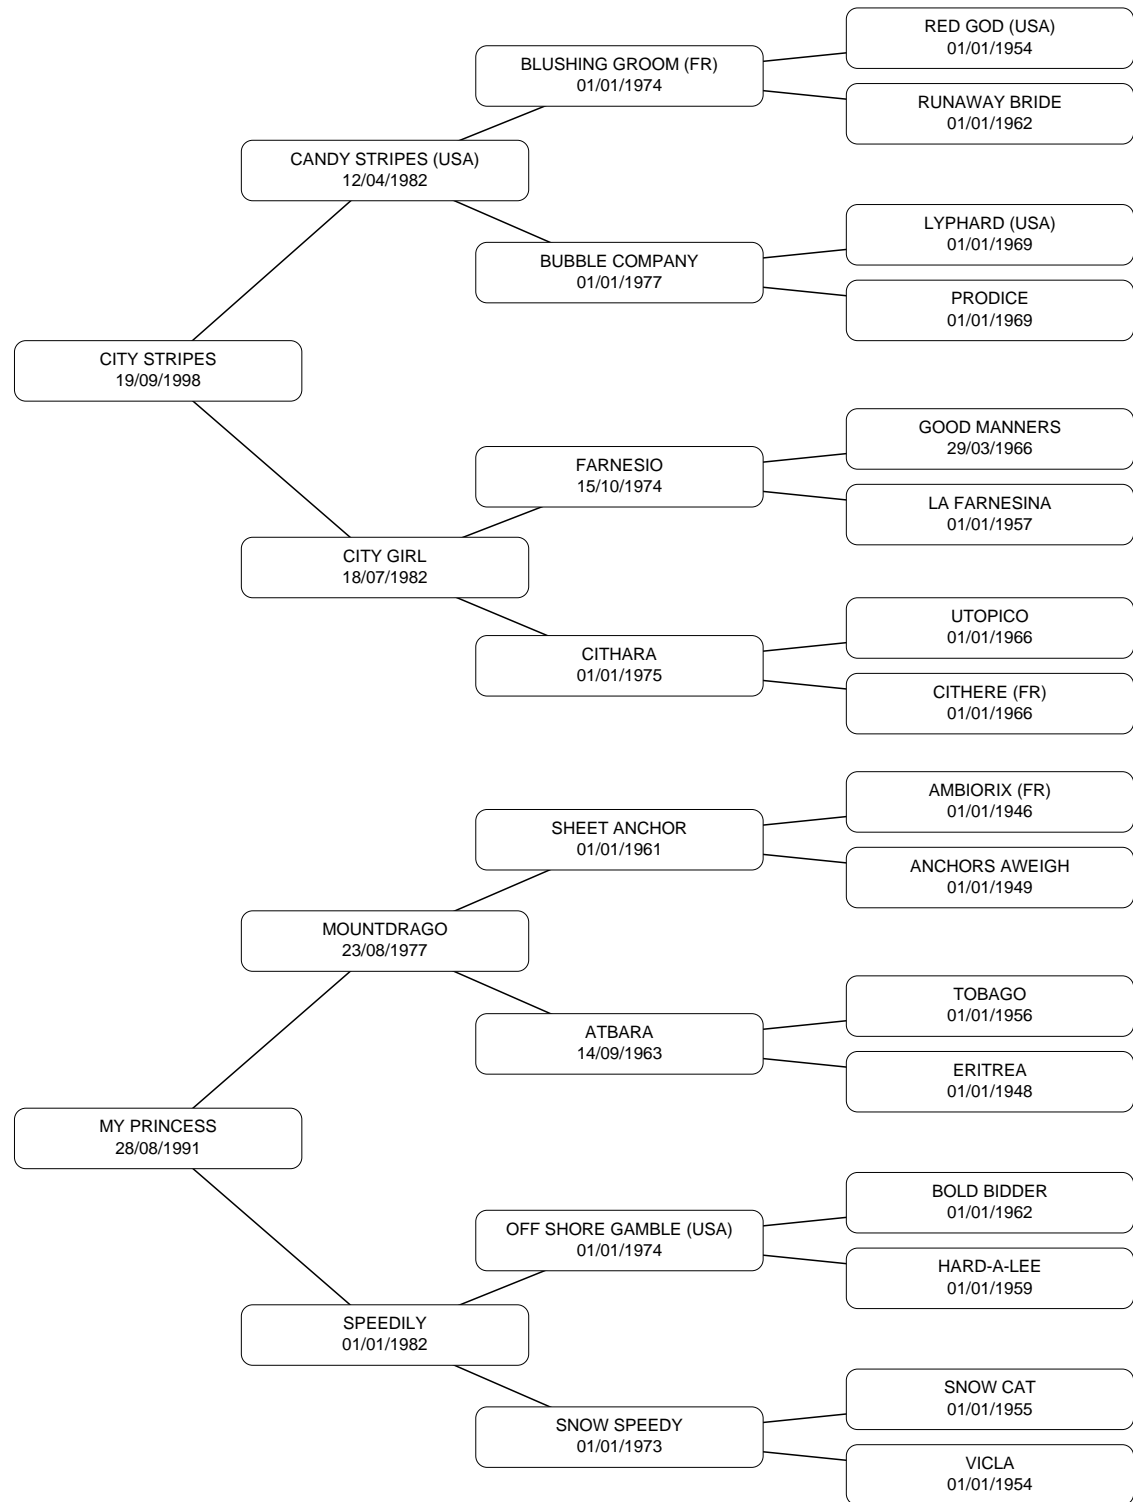 RED GOD (USA)
01/01/1954
BLUSHING GROOM (FR)
01/01/1974
RUNAWAY BRIDE
01/01/1962
CANDY STRIPES (USA)
12/04/1982
LYPHARD (USA)
01/01/1969
BUBBLE COMPANY
01/01/1977
PRODICE
01/01/1969
CITY STRIPES
19/09/1998
GOOD MANNERS
29/03/1966
FARNESIO
15/10/1974
LA FARNESINA
01/01/1957
CITY GIRL
18/07/1982
UTOPICO
01/01/1966
CITHARA
01/01/1975
CITHERE (FR)
01/01/1966
AMBIORIX (FR)
01/01/1946
SHEET ANCHOR
01/01/1961
ANCHORS AWEIGH
01/01/1949
MOUNTDRAGO
23/08/1977
TOBAGO
01/01/1956
ATBARA
14/09/1963
ERITREA
01/01/1948
MY PRINCESS
28/08/1991
BOLD BIDDER
01/01/1962
OFF SHORE GAMBLE (USA)
01/01/1974
HARD-A-LEE
01/01/1959
SPEEDILY
01/01/1982
SNOW CAT
01/01/1955
SNOW SPEEDY
01/01/1973
VICLA
01/01/1954